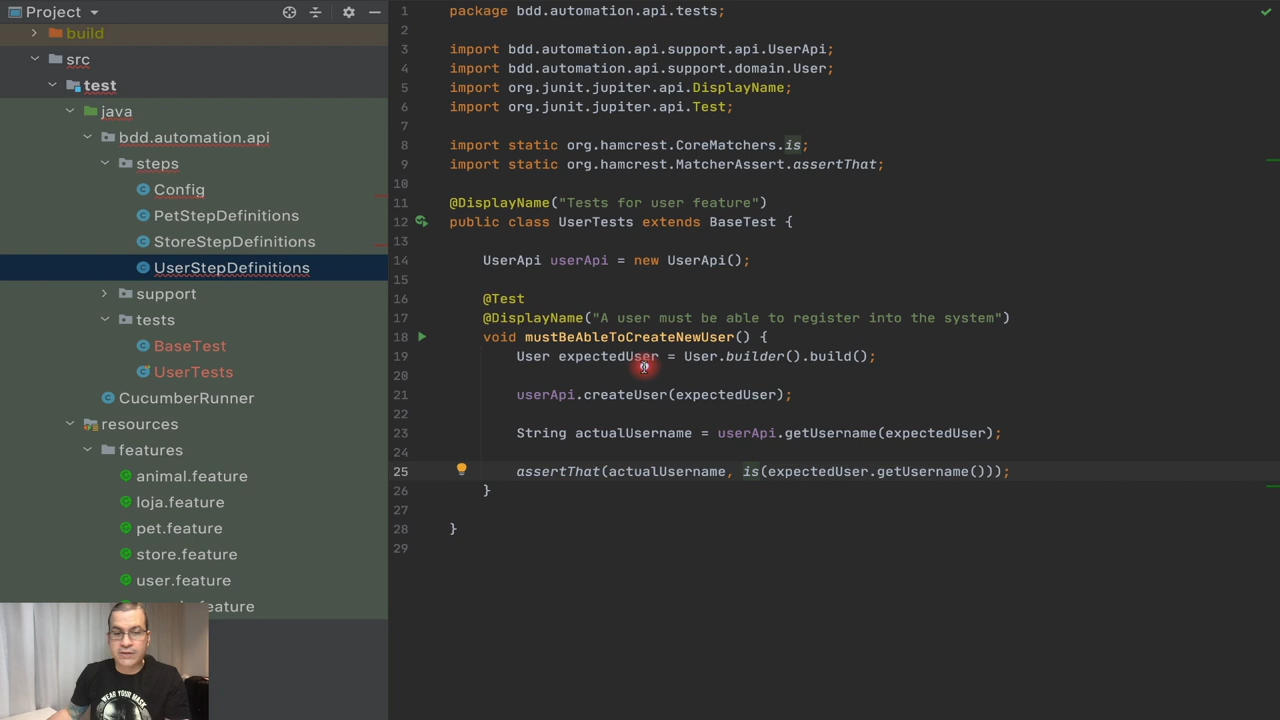 Project
build
src
test
java
bdd.automation.api
steps
Config
PetStepDefinitions
StoreStepDefinitions
UserStepDefinitions
support
tests
BaseTest
UserTests
CucumberRunner
resources
features
animal.feature
loja.feature
pet.feature
store.feature
user.feature
feature
WEAR YOUR MASK
1 package bdd.automation.api.tests;
2
3 import bdd.automation.api.support.api.UserApi;
4 import bdd.automation.api.support.domain.User;
5 import org.junit.jupiter.api.DisplayName;
6 import org.junit.jupiter.api.Test;
7
8 import static org.hamcrest.CoreMatchers.is;
9 import static org.hamcrest.MatcherAssert.assertThat;
10
11 @DisplayName("Tests for user feature")
12 public class UserTests extends BaseTest {
13
14 UserApi userApi = new UserApi();
15
16 @Test
17 @DisplayName("A user must be able to register into the system")
18 void mustBeAbleToCreateNewUser() {
19 User expectedUser = User.builder().build();
20
21 userApi.createUser(expectedUser);
22
23 String actualUsername = userApi.getUsername(expectedUser);
24
25 assertThat(actualUsername, is(expectedUser.getUsername()));
26 }
27
28 }
29